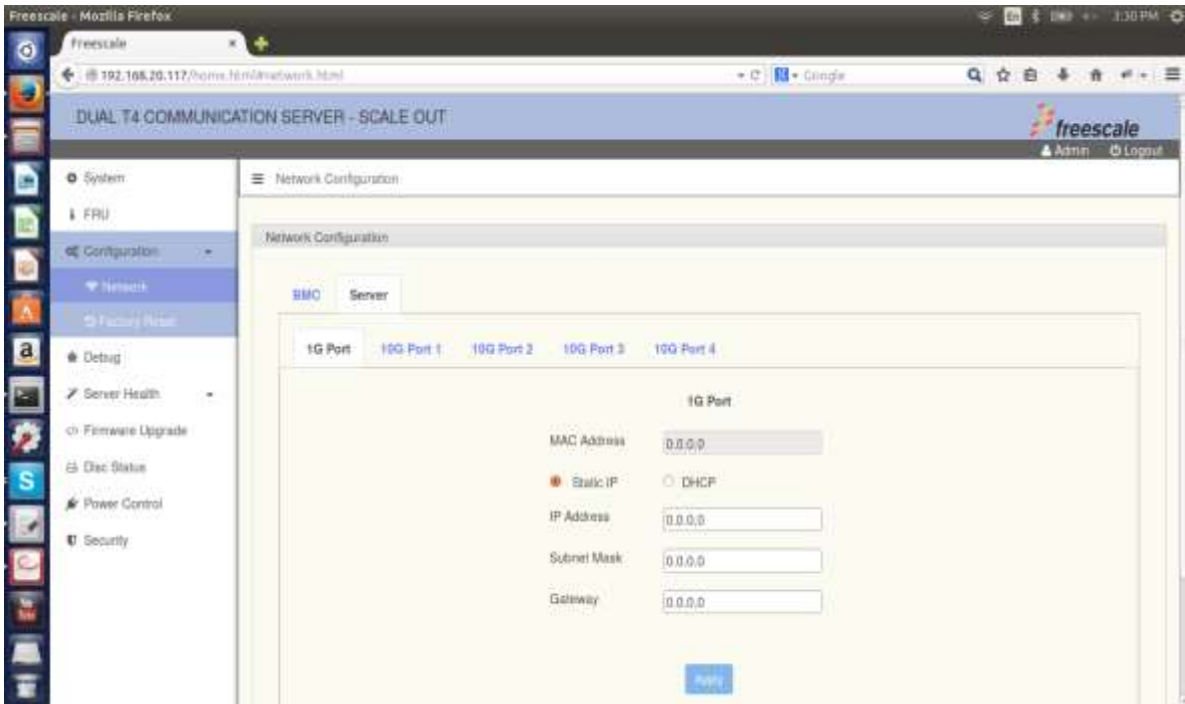 Freescale - Mozilla Firefox
En 3:30 PM
Freescale
192.168.20.117/home.html#network.html Google
DUAL T4 COMMUNICATION SERVER - SCALE OUT
freescale
Admin Logout
System
Network Configuration
FRU
Network Configuration
Configuration
Network
BMC Server
Factory Reset
1G Port 10G Port 1 10G Port 2 10G Port 3 10G Port 4
Debug
Server Health
1G Port
Firmware Upgrade
MAC Address 0.0.0.0
Disc Status
Static IP DHCP
Power Control
IP Address 0.0.0.0
Security
Subnet Mask 0.0.0.0
Gateway 0.0.0.0
Apply